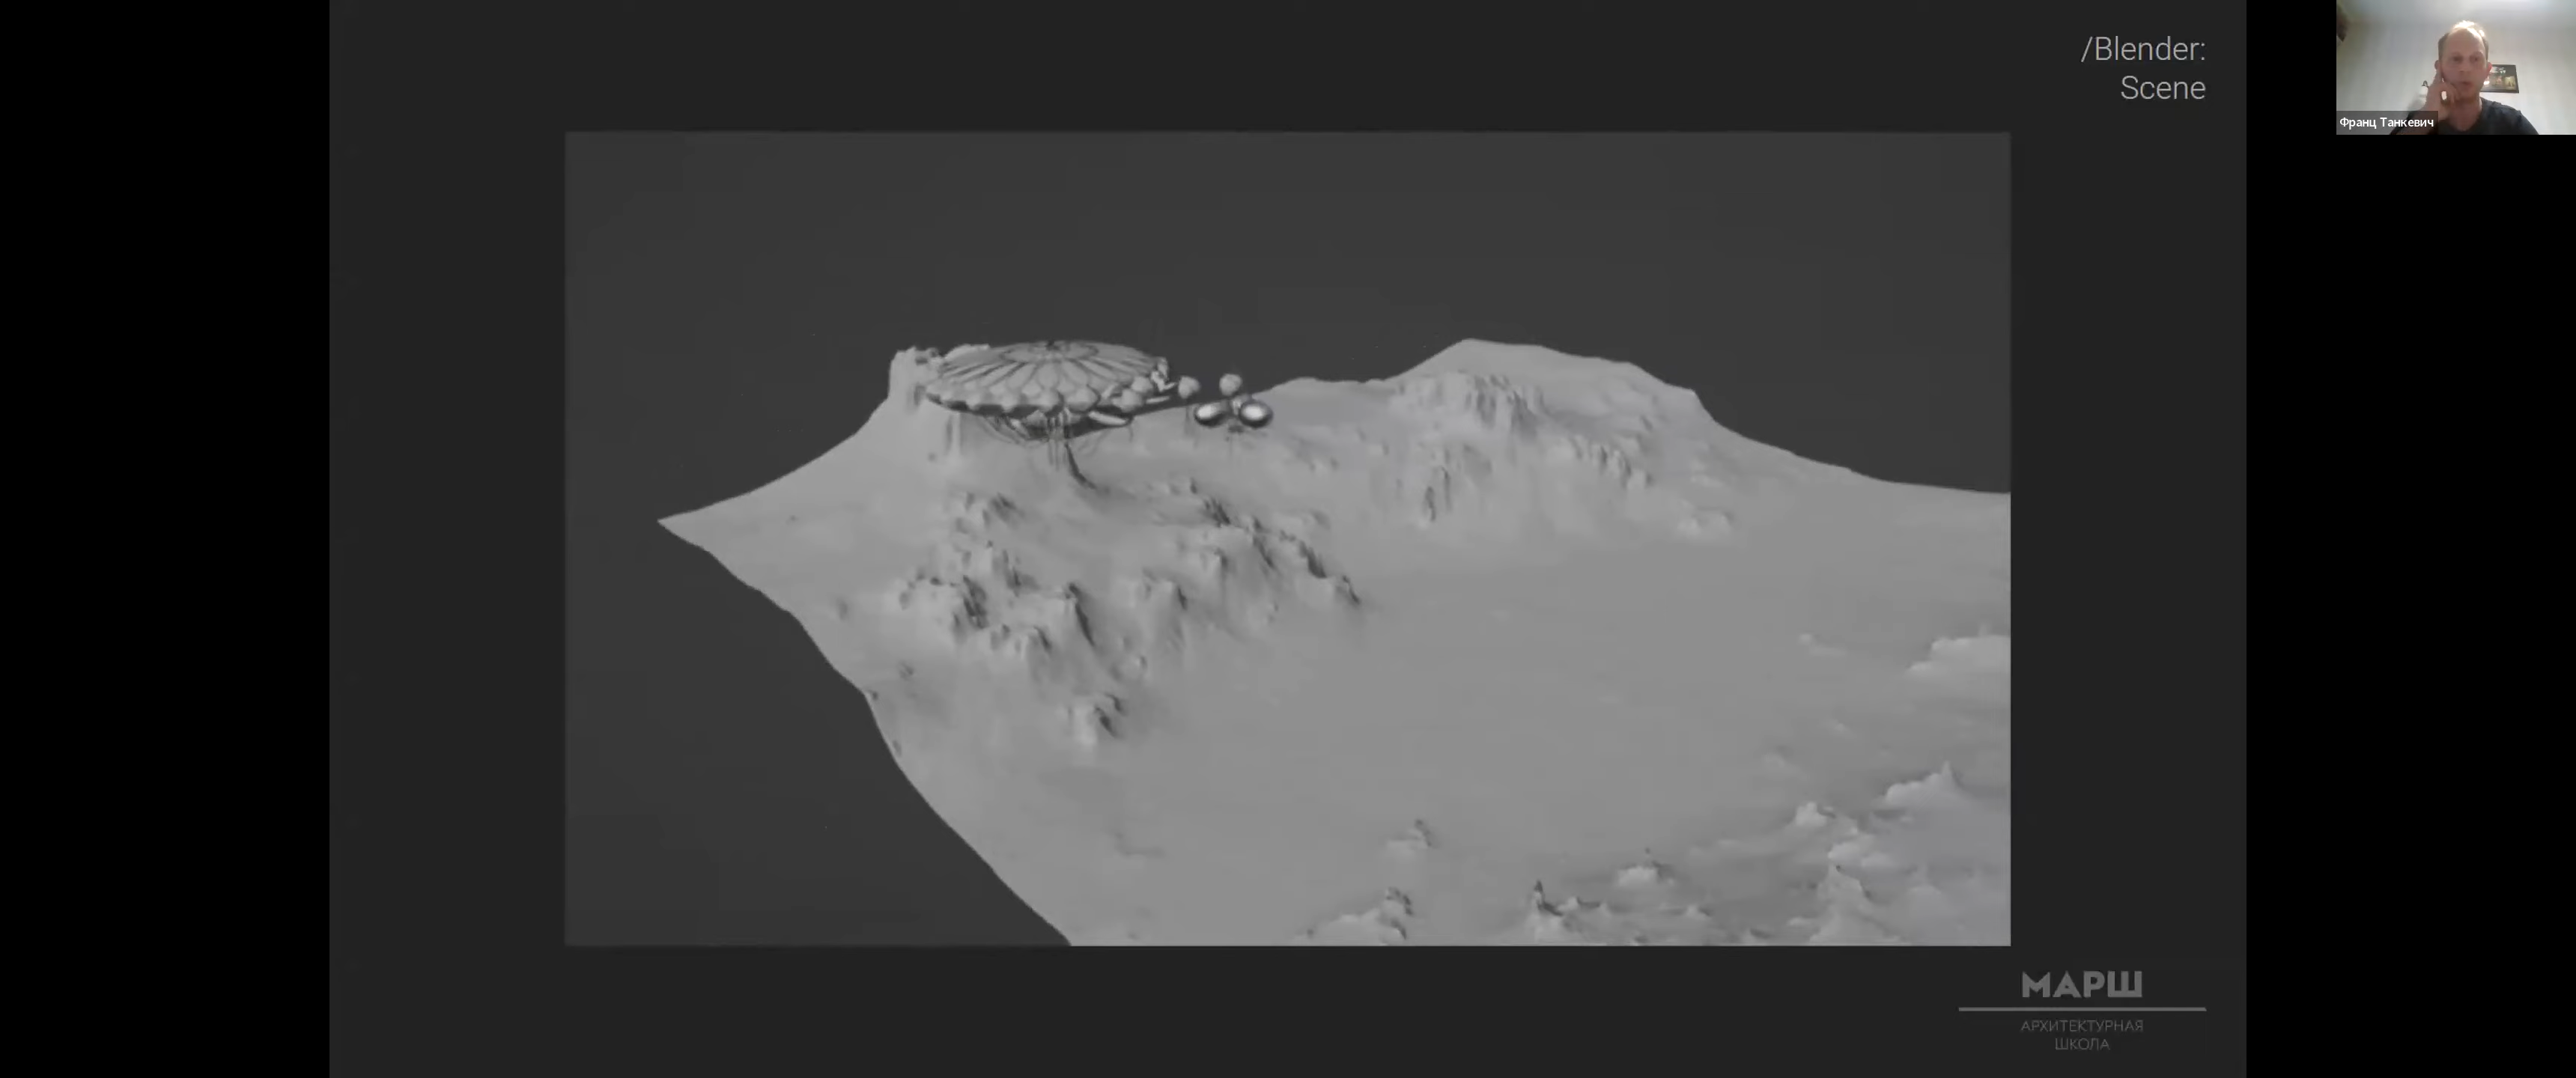 /Blender:
Scene
Франц Танкевич
МАРШ
АРХИТЕКТУРНАЯ
ШКОЛА